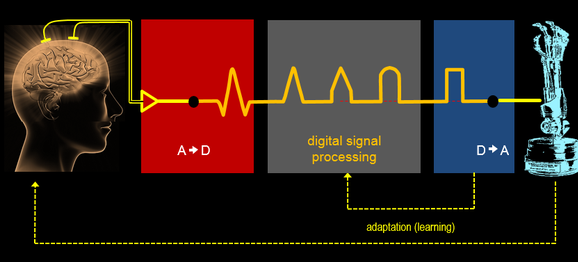 A → D
digital signal
processing
D → A
adaptation (learning)